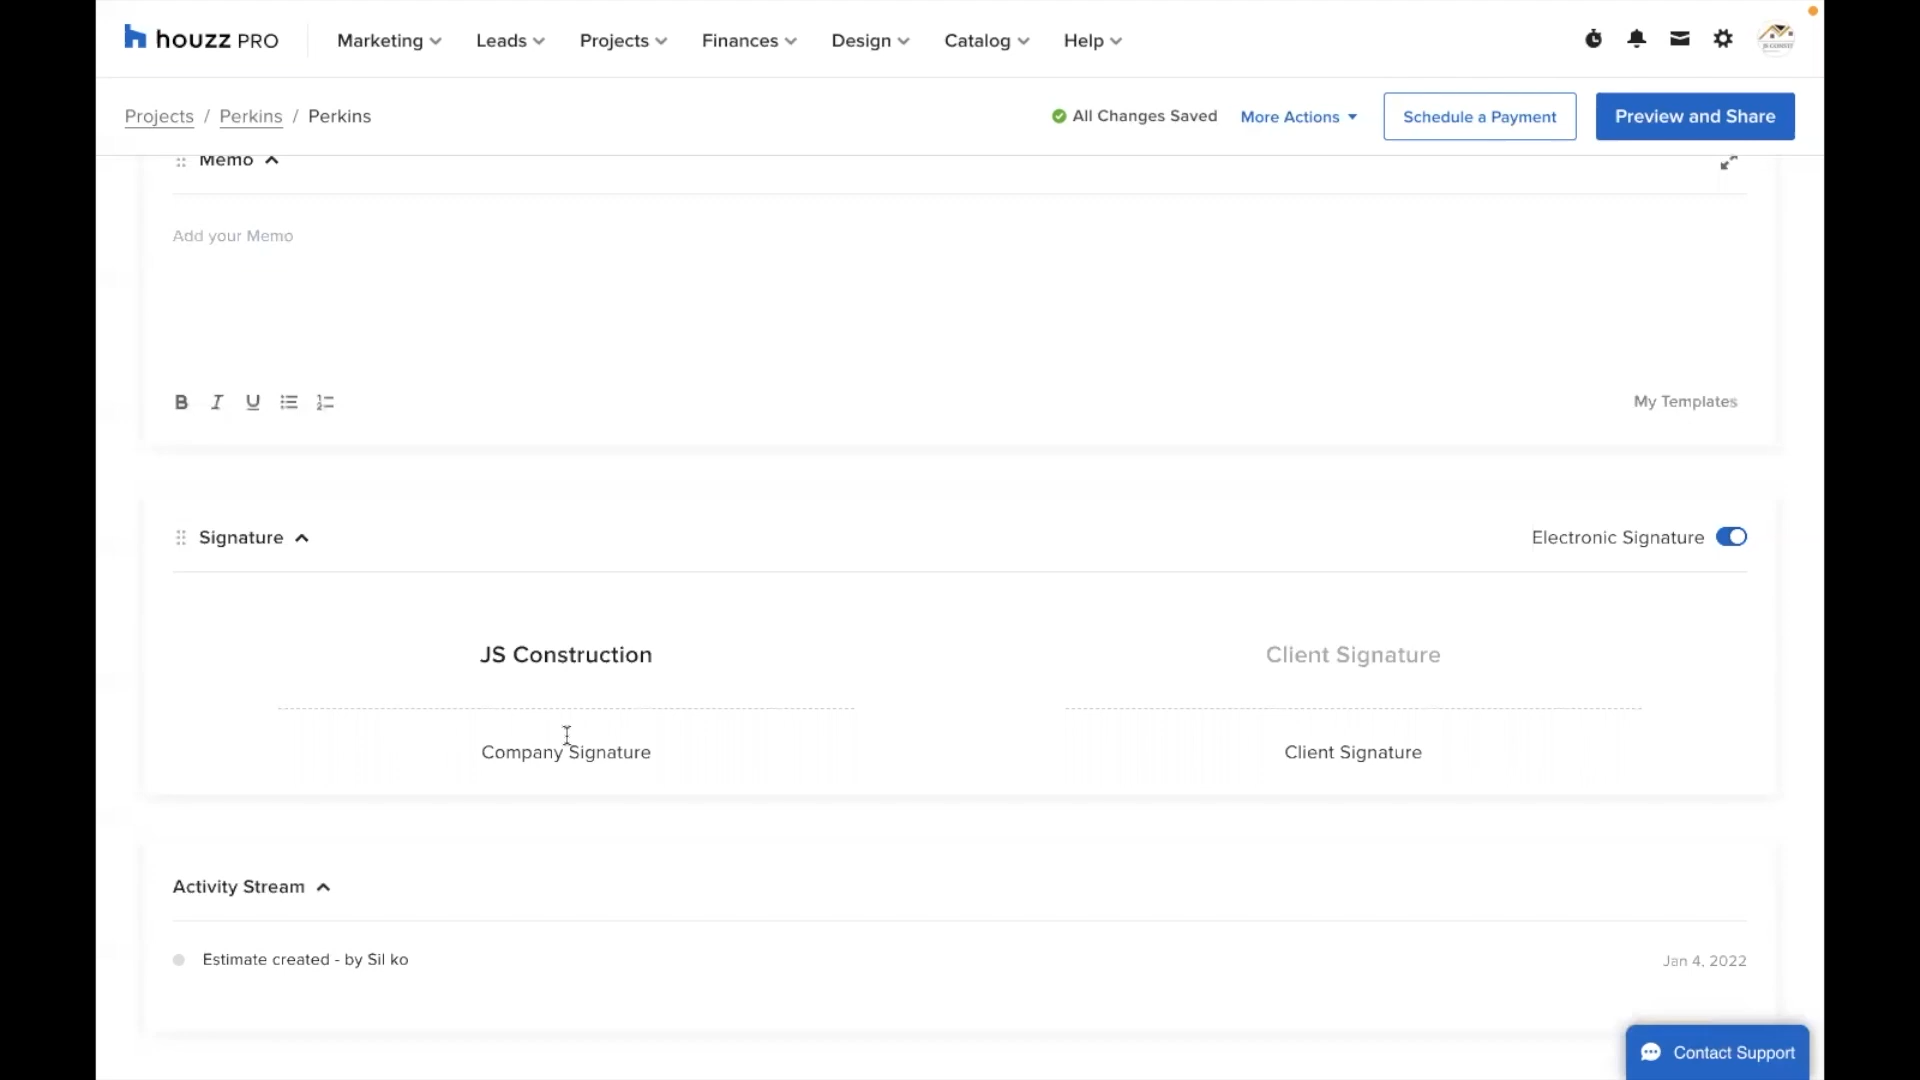 houzz PRO
Marketing
Leads
Projects
Finances
Design
Catalog
Help
Projects / Perkins / Perkins
All Changes Saved
More Actions
Schedule a Payment
Preview and Share
Memo
Add your Memo
B I U
My Templates
Signature
Electronic Signature
JS Construction
Client Signature
Company Signature
Client Signature
Activity Stream
Estimate created - by Sil ko
Jan 4, 2022
Contact Support